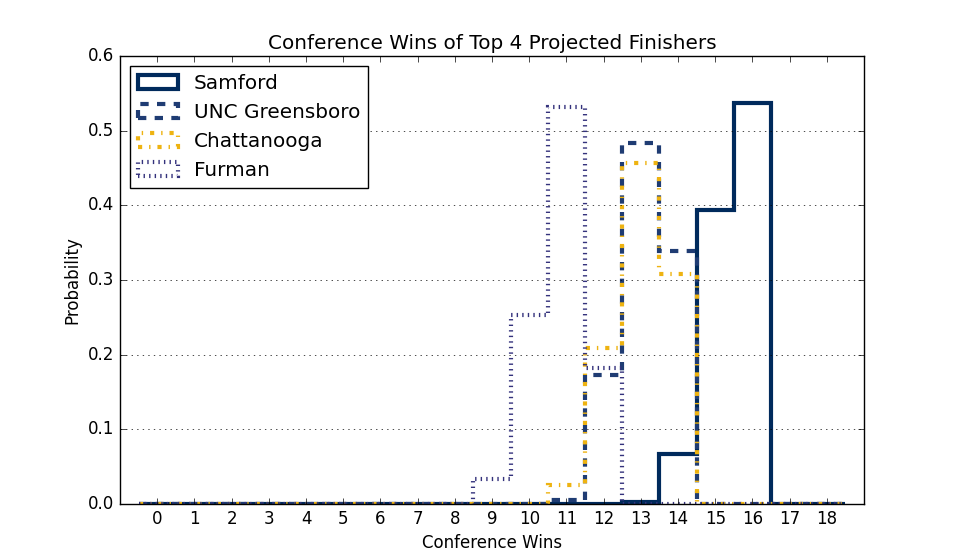 Conference Wins of Top 4 Projected Finishers
Samford
UNC Greensboro
Chattanooga
Furman
Probability
0.6
0.5
0.4
0.3
0.2
0.1
0.0
0 1 2 3 4 5 6 7 8 9 10 11 12 13 14 15 16 17 18
Conference Wins